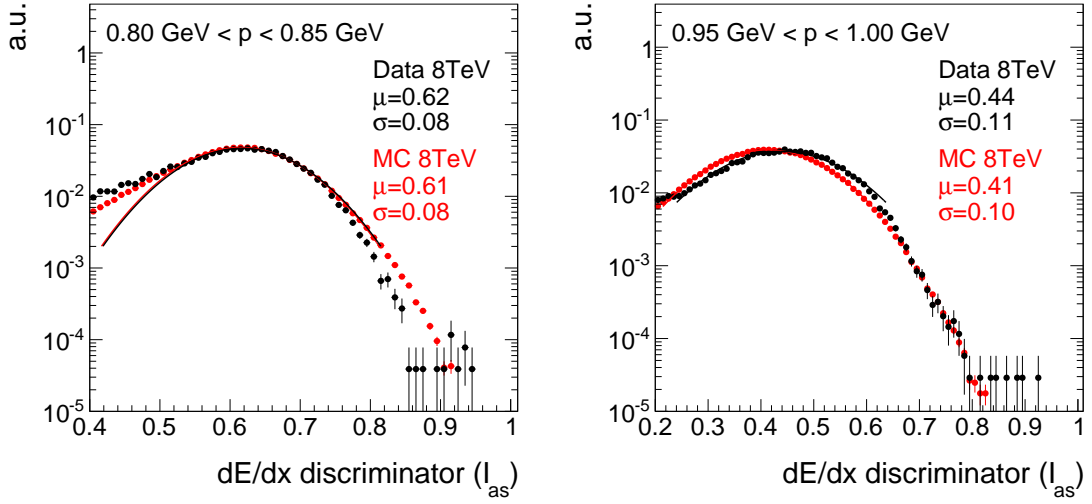 a.u.
0.80 GeV < p < 0.85 GeV
Data 8TeV
μ=0.62
σ=0.08
MC 8TeV
μ=0.61
σ=0.08
1
10^-1
10^-2
10^-3
10^-4
10^-5
0.4 0.5 0.6 0.7 0.8 0.9 1
dE/dx discriminator (I_as)
a.u.
0.95 GeV < p < 1.00 GeV
Data 8TeV
μ=0.44
σ=0.11
MC 8TeV
μ=0.41
σ=0.10
1
10^-1
10^-2
10^-3
10^-4
10^-5
0.2 0.3 0.4 0.5 0.6 0.7 0.8 0.9 1
dE/dx discriminator (I_as)